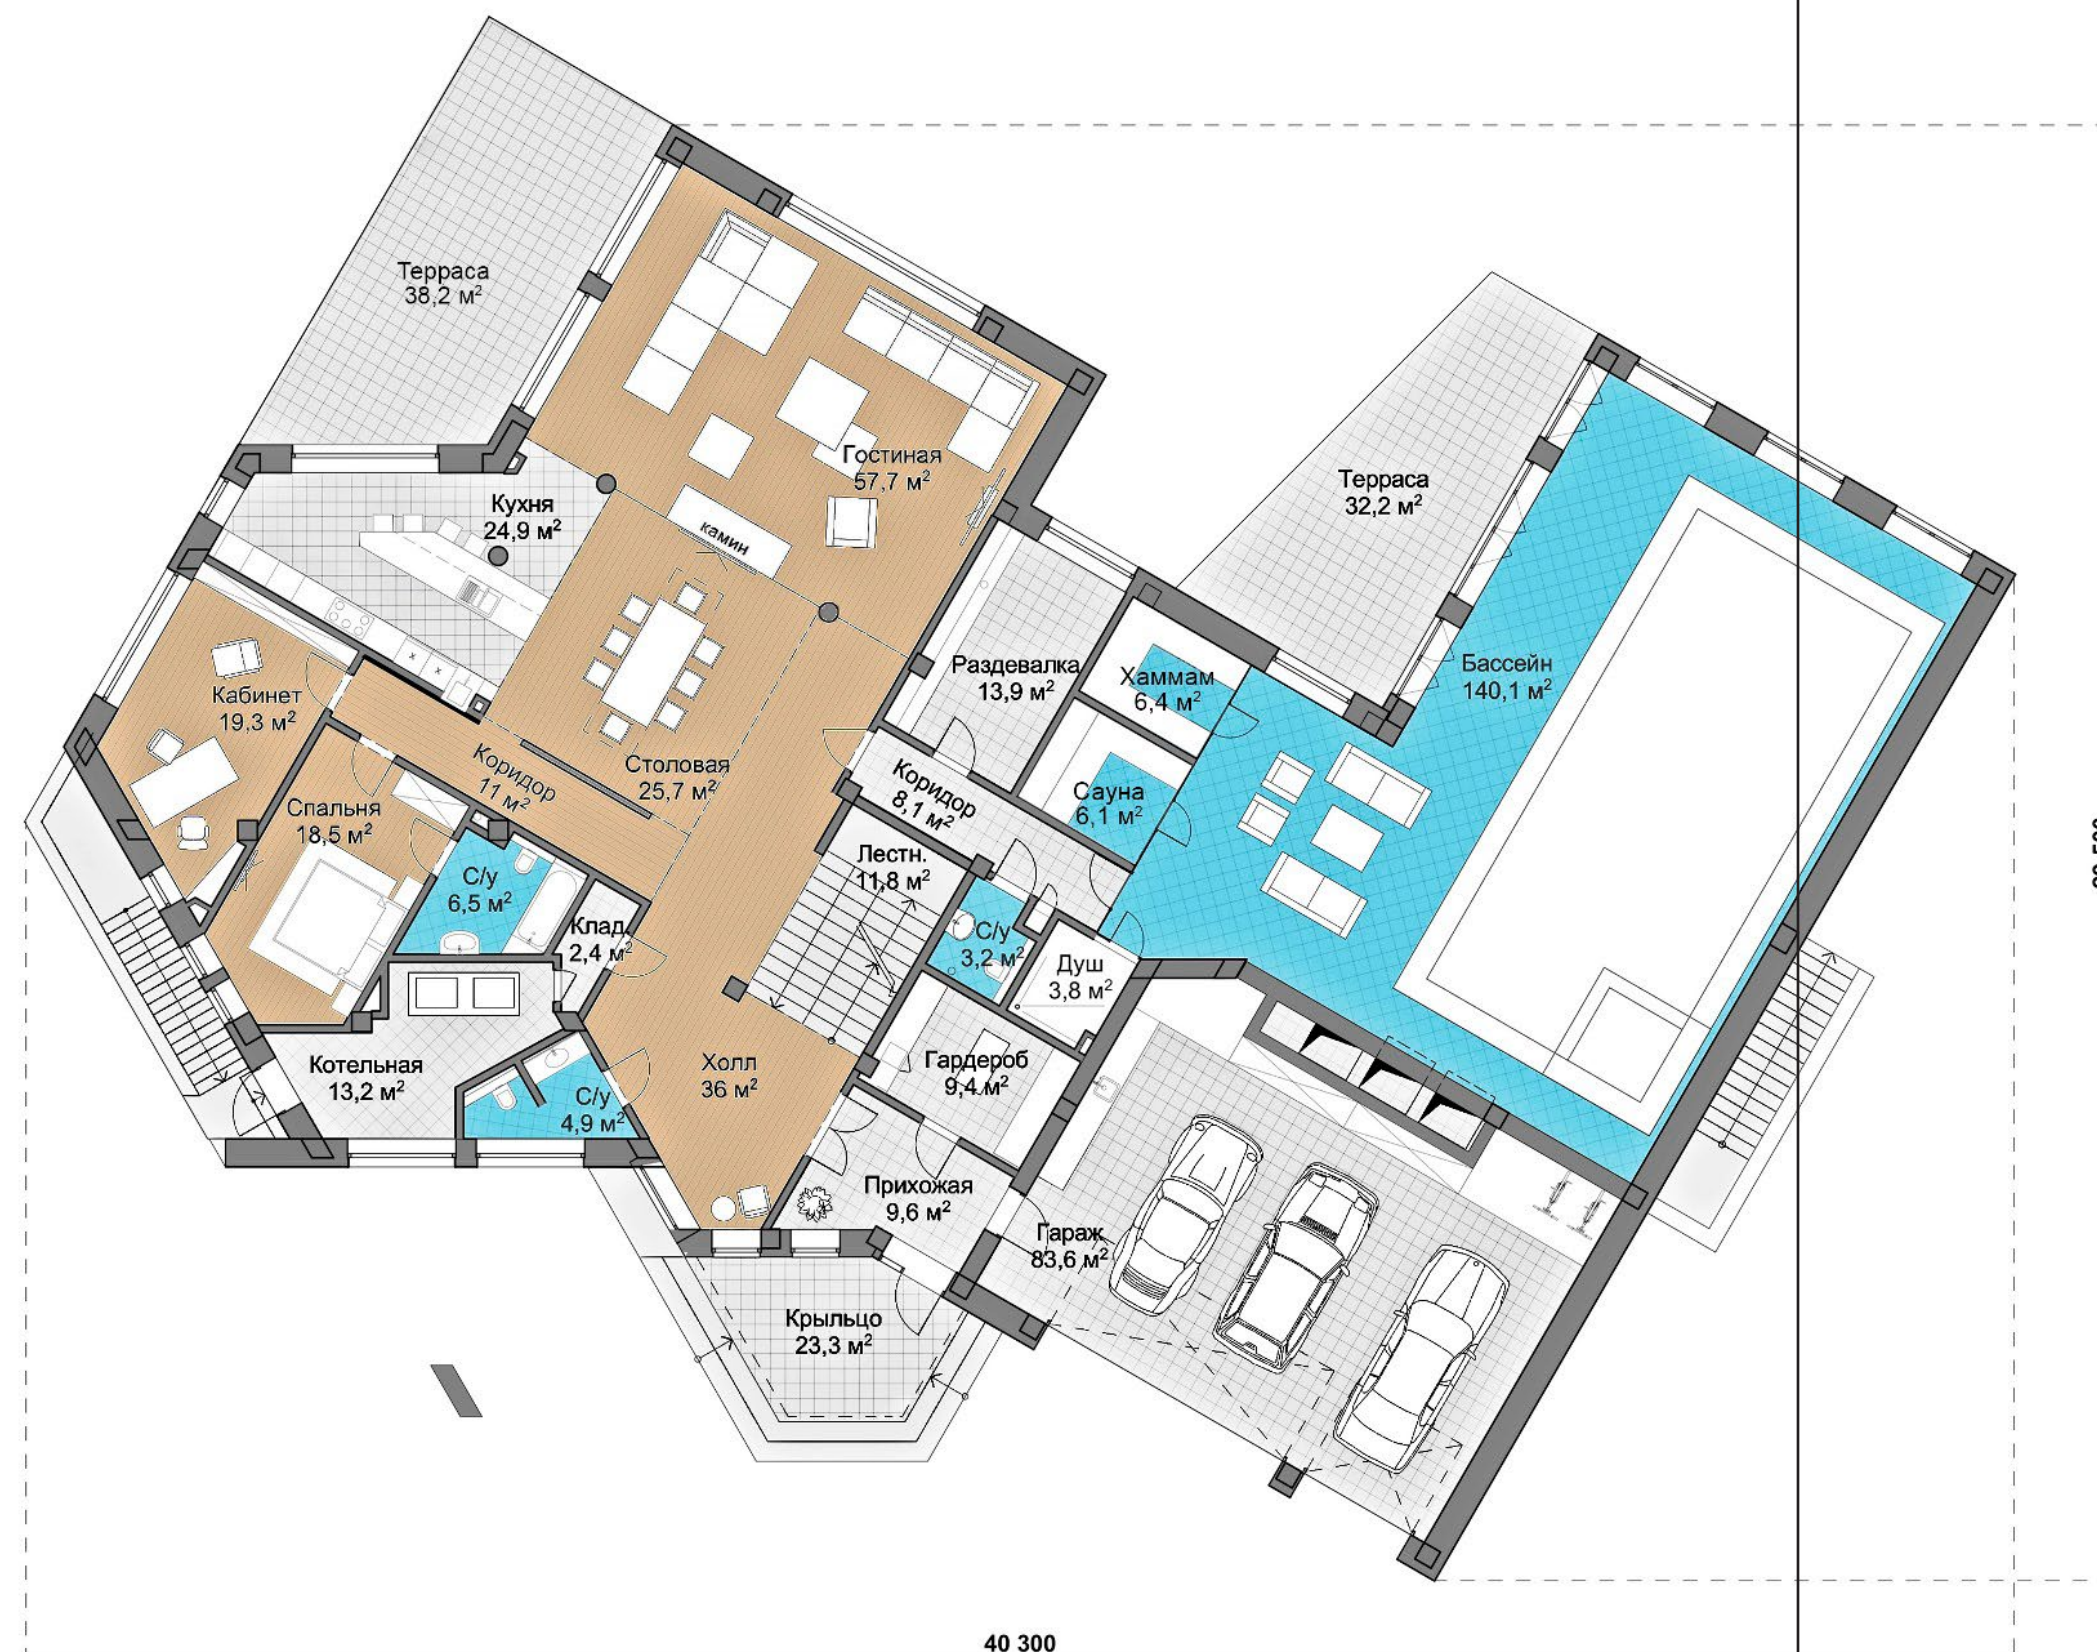 Терраса
38,2 м²
Гостиная
57,7 м²
Кухня
24,9 м²
камин
Терраса
32,2 м²
Бассейн
140,1 м²
Раздевалка
13,9 м²
Хаммам
6,4 м²
Кабинет
19,3 м²
Коридор
11 м²
Столовая
25,7 м²
Коридор
8,1 м²
Сауна
6,1 м²
Спальня
18,5 м²
С/у
6,5 м²
Лестн.
11,8 м²
Клад.
2,4 м²
С/у
3,2 м²
Душ
3,8 м²
Котельная
13,2 м²
С/у
4,9 м²
Холл
36 м²
Гардероб
9,4 м²
Прихожая
9,6 м²
Гараж
83,6 м²
Крыльцо
23,3 м²
40 300